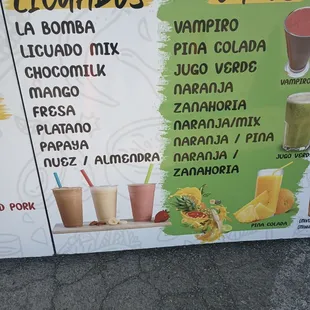 LICUADOS
LA BOMBA
LICUADO MIX
CHOCOMILK
MANGO
FRESA
PLATANO
PAPAYA
NUEZ / ALMENDRA
D PORK
VAMPIRO
PINA COLADA
JUGO VERDE
NARANJA
ZANAHORIA
NARANJA/MIX
NARANJA / PINA
NARANJA /
ZANAHORIA
VAMPIRO
JUGO VERDE
PINA COLADA